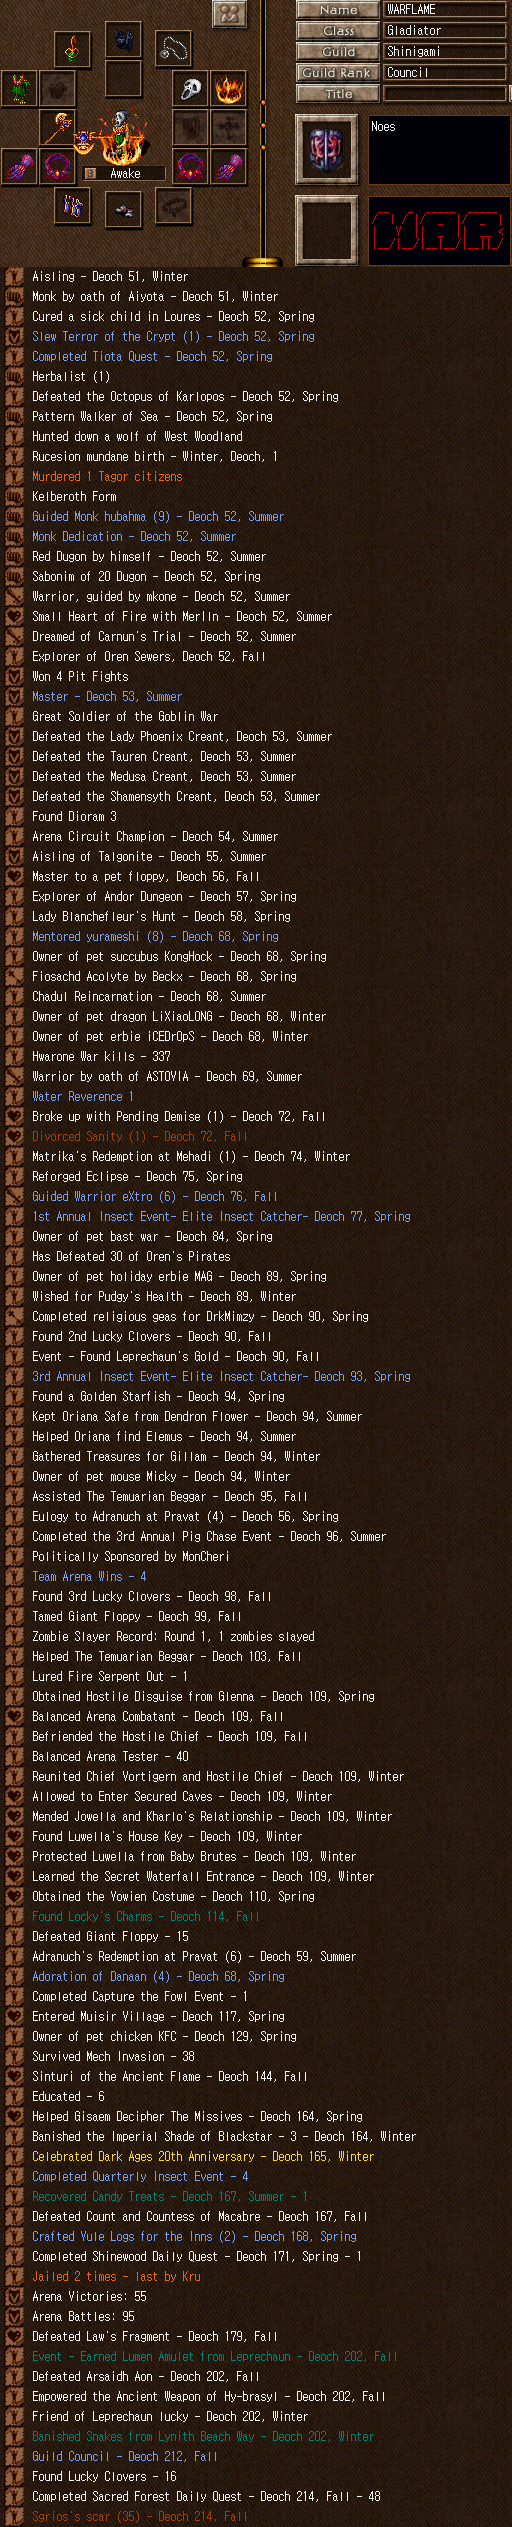 Name WARFLAME
Class Gladiator
Guild Shinigami
Guild Rank Council
Title
Noes
Awake
Aisling - Deoch 51, Winter
Monk by oath of Aiyota - Deoch 51, Winter
Cured a sick child in Loures - Deoch 52, Spring
Slew Terror of the Crypt (1) - Deoch 52, Spring
Completed Tiota Quest - Deoch 52, Spring
Herbalist (1)
Defeated the Octopus of Karlopos - Deoch 52, Spring
Pattern Walker of Sea - Deoch 52, Spring
Hunted down a wolf of West Woodland
Rucesion mundane birth - Winter, Deoch, 1
Murdered 1 Tagor citizens
Kelberoth Form
Guided Monk hubahma (9) - Deoch 52, Summer
Monk Dedication - Deoch 52, Summer
Red Dugon by himself - Deoch 52, Summer
Sabonim of 20 Dugon - Deoch 52, Spring
Warrior, guided by mkone - Deoch 52, Summer
Small Heart of Fire with Merlln - Deoch 52, Summer
Dreamed of Carnun's Trial - Deoch 52, Summer
Explorer of Oren Sewers, Deoch 52, Fall
Won 4 Pit Fights
Master - Deoch 53, Summer
Great Soldier of the Goblin War
Defeated the Lady Phoenix Creant, Deoch 53, Summer
Defeated the Tauren Creant, Deoch 53, Summer
Defeated the Medusa Creant, Deoch 53, Summer
Defeated the Shamensyth Creant, Deoch 53, Summer
Found Dioram 3
Arena Circuit Champion - Deoch 54, Summer
Aisling of Talgonite - Deoch 55, Summer
Master to a pet floppy, Deoch 56, Fall
Explorer of Andor Dungeon - Deoch 57, Spring
Lady Blanchefleur's Hunt - Deoch 58, Spring
Mentored yurameshi (8) - Deoch 68, Spring
Owner of pet succubus KongHock - Deoch 68, Spring
Fiosachd Acolyte by Beckx - Deoch 68, Spring
Chadul Reincarnation - Deoch 68, Summer
Owner of pet dragon LiXiaoLONG - Deoch 68, Winter
Owner of pet erbie iCEDrOpS - Deoch 68, Winter
Hwarone War kills - 337
Warrior by oath of ASTOVIA - Deoch 69, Summer
Water Reverence 1
Broke up with Pending Demise (1) - Deoch 72, Fall
Divorced Sanity (1) - Deoch 72, Fall
Matrika's Redemption at Mehadi (1) - Deoch 74, Winter
Reforged Eclipse - Deoch 75, Spring
Guided Warrior eXtro (6) - Deoch 76, Fall
1st Annual Insect Event- Elite Insect Catcher- Deoch 77, Spring
Owner of pet bast war - Deoch 84, Spring
Has Defeated 30 of Oren's Pirates
Owner of pet holiday erbie MAG - Deoch 89, Spring
Wished for Pudgy's Health - Deoch 89, Winter
Completed religious geas for DrkMimzy - Deoch 90, Spring
Found 2nd Lucky Clovers - Deoch 90, Fall
Event - Found Leprechaun's Gold - Deoch 90, Fall
3rd Annual Insect Event- Elite Insect Catcher- Deoch 93, Spring
Found a Golden Starfish - Deoch 94, Spring
Kept Oriana Safe from Dendron Flower - Deoch 94, Summer
Helped Oriana find Elemus - Deoch 94, Summer
Gathered Treasures for Gillam - Deoch 94, Winter
Owner of pet mouse Micky - Deoch 94, Winter
Assisted The Temuarian Beggar - Deoch 95, Fall
Eulogy to Adranuch at Pravat (4) - Deoch 56, Spring
Completed the 3rd Annual Pig Chase Event - Deoch 96, Summer
Politically Sponsored by MonCheri
Team Arena Wins - 4
Found 3rd Lucky Clovers - Deoch 98, Fall
Tamed Giant Floppy - Deoch 99, Fall
Zombie Slayer Record: Round 1, 1 zombies slayed
Helped The Temuarian Beggar - Deoch 103, Fall
Lured Fire Serpent Out - 1
Obtained Hostile Disguise from Glenna - Deoch 109, Spring
Balanced Arena Combatant - Deoch 109, Fall
Befriended the Hostile Chief - Deoch 109, Fall
Balanced Arena Tester - 40
Reunited Chief Vortigern and Hostile Chief - Deoch 109, Winter
Allowed to Enter Secured Caves - Deoch 109, Winter
Mended Jowella and Kharlo's Relationship - Deoch 109, Winter
Found Luwella's House Key - Deoch 109, Winter
Protected Luwella from Baby Brutes - Deoch 109, Winter
Learned the Secret Waterfall Entrance - Deoch 109, Winter
Obtained the Yowien Costume - Deoch 110, Spring
Found Locky's Charms - Deoch 114, Fall
Defeated Giant Floppy - 15
Adranuch's Redemption at Pravat (6) - Deoch 59, Summer
Adoration of Danaan (4) - Deoch 68, Spring
Completed Capture the Fowl Event - 1
Entered Muisir Village - Deoch 117, Spring
Owner of pet chicken KFC - Deoch 129, Spring
Survived Mech Invasion - 38
Sinturi of the Ancient Flame - Deoch 144, Fall
Educated - 6
Helped Gisaem Decipher The Missives - Deoch 164, Spring
Banished the Imperial Shade of Blackstar - 3 - Deoch 164, Winter
Celebrated Dark Ages 20th Anniversary - Deoch 165, Winter
Completed Quarterly Insect Event - 4
Recovered Candy Treats - Deoch 167, Summer - 1
Defeated Count and Countess of Macabre - Deoch 167, Fall
Crafted Yule Logs for the Inns (2) - Deoch 168, Spring
Completed Shinewood Daily Quest - Deoch 171, Spring - 1
Jailed 2 times - last by Kru
Arena Victories: 55
Arena Battles: 95
Defeated Law's Fragment - Deoch 179, Fall
Event - Earned Lumen Amulet from Leprechaun - Deoch 202, Fall
Defeated Arsaidh Aon - Deoch 202, Fall
Empowered the Ancient Weapon of Hy-brasyl - Deoch 202, Fall
Friend of Leprechaun lucky - Deoch 202, Winter
Banished Snakes from Lynith Beach Way - Deoch 202, Winter
Guild Council - Deoch 212, Fall
Found Lucky Clovers - 16
Completed Sacred Forest Daily Quest - Deoch 214, Fall - 48
Sgrios's scar (35) - Deoch 214, Fall